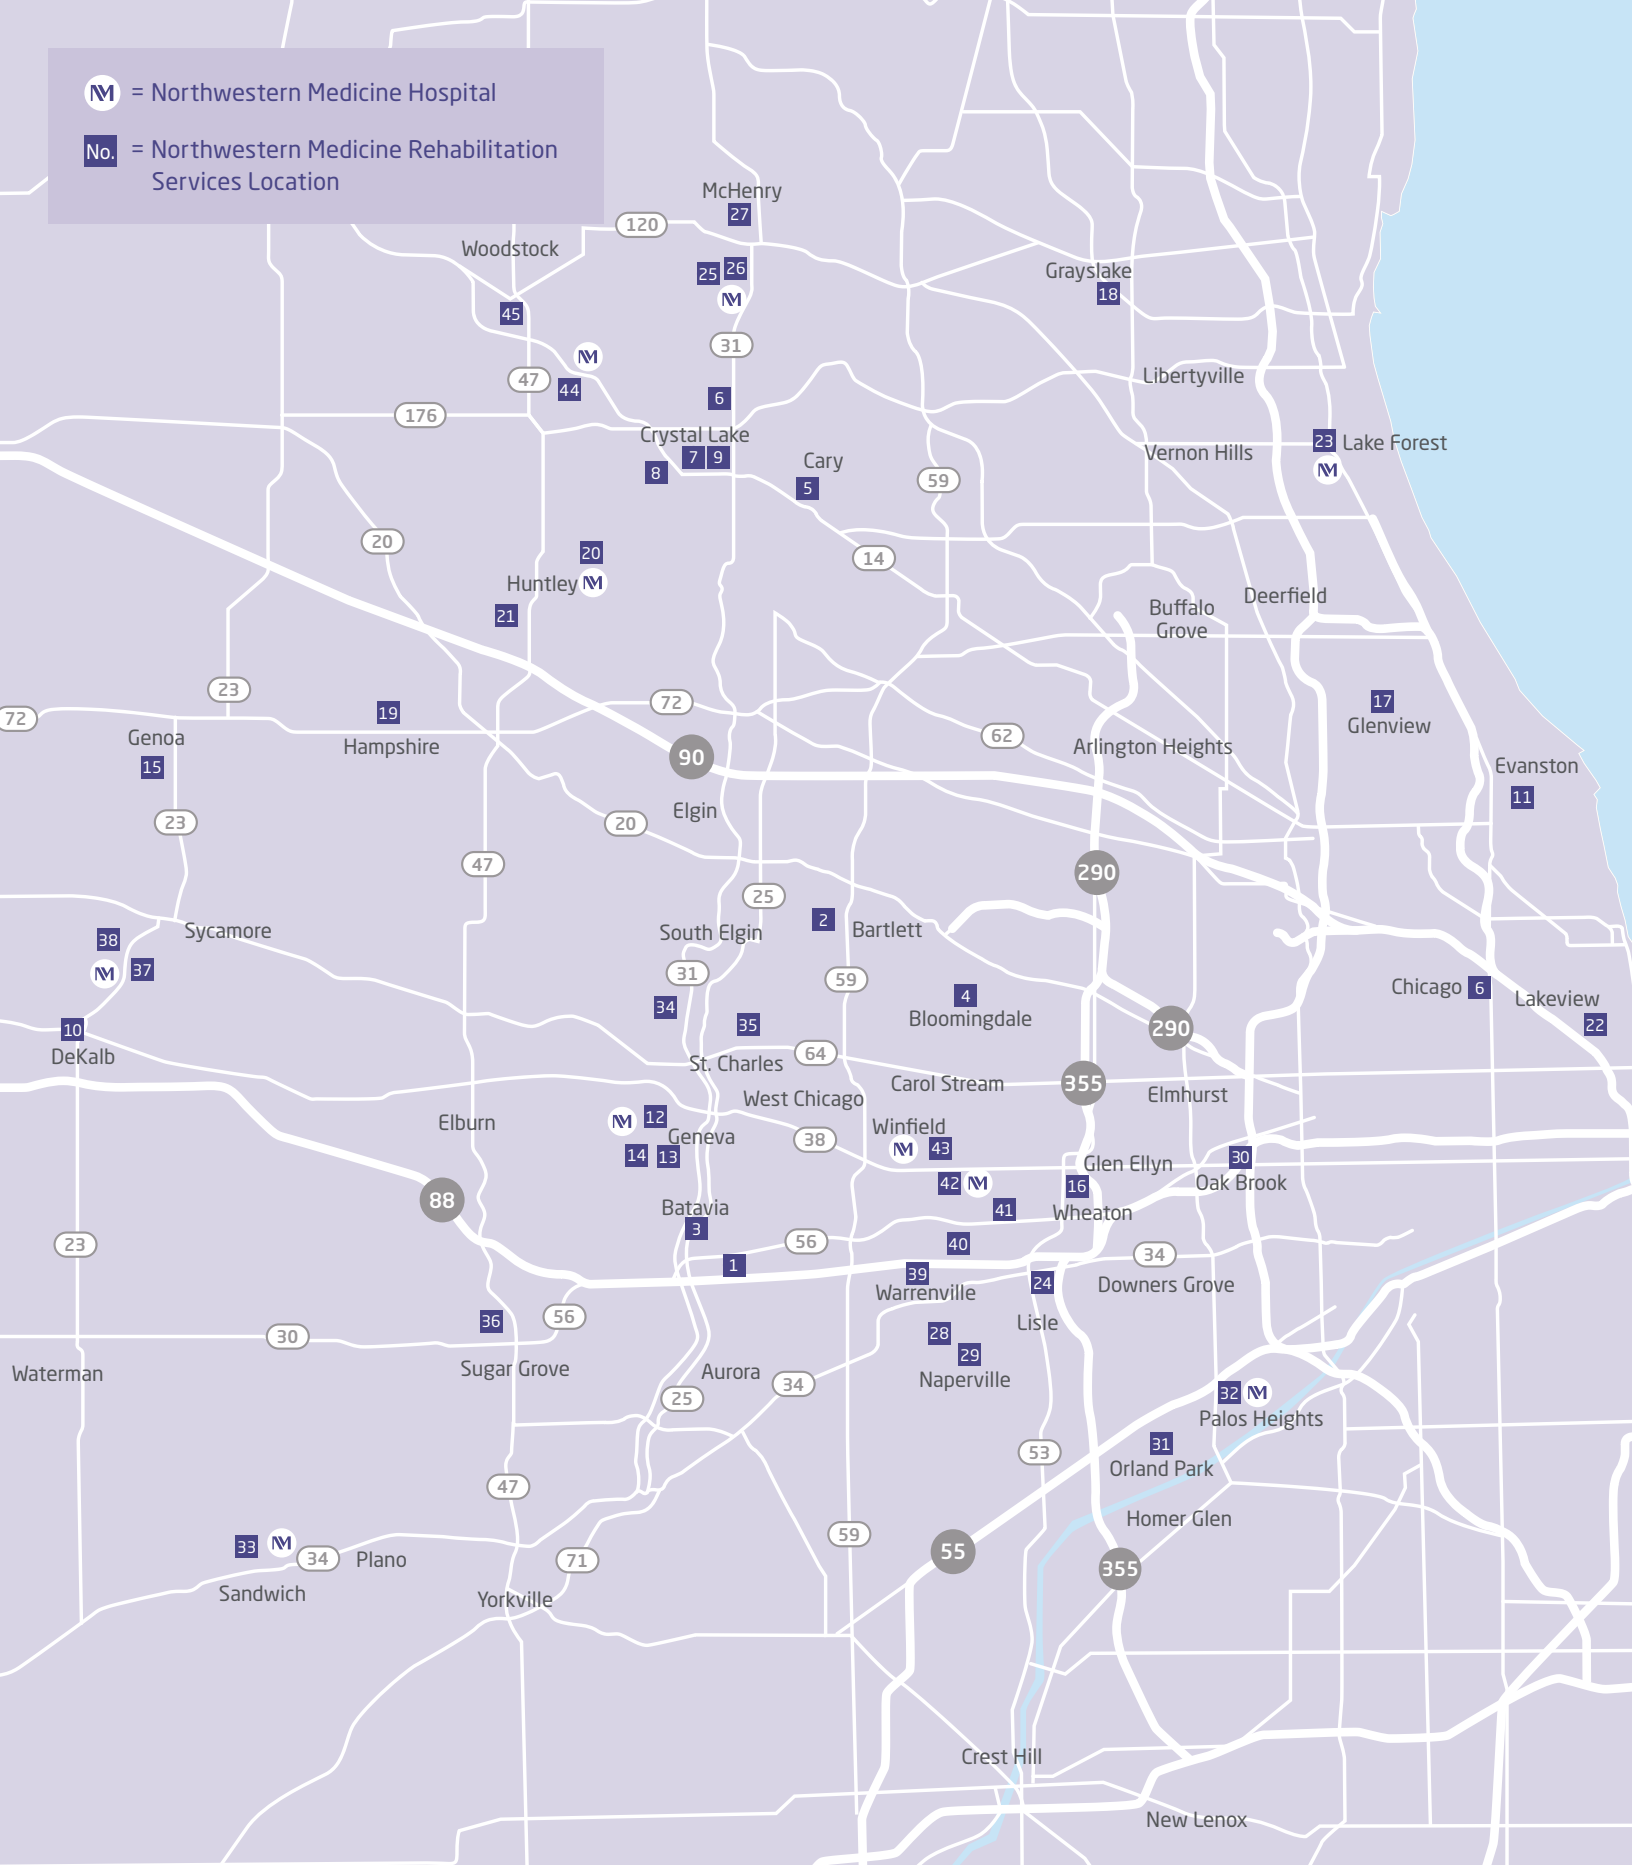 = Northwestern Medicine Hospital
No. = Northwestern Medicine Rehabilitation
Services Location
McHenry
27
120
Woodstock
25 26
Grayslake
18
45
31
47
44
Libertyville
6
176
Crystal Lake
7 9
8
Cary
5
23 Lake Forest
Vernon Hills
59
20
14
20
Huntley
21
Deerfield
Buffalo
Grove
23
72
72
19
Hampshire
17
Glenview
Genoa
15
62
Arlington Heights
90
Evanston
11
Elgin
23
20
47
290
25
2
Bartlett
South Elgin
Sycamore
38
37
31
59
Chicago 6
Lakeview
22
4
Bloomingdale
34
35
10
DeKalb
290
64
St. Charles
Carol Stream
355
Elmhurst
West Chicago
12
Geneva
14 13
Elburn
38
Winfield
43
Glen Ellyn
30
Oak Brook
42
16
Wheaton
41
88
Batavia
3
23
56
40
34
1
39
Warrenville
24
Downers Grove
56
36
30
Lisle
28
29
Naperville
Waterman
Sugar Grove
Aurora
34
25
32
Palos Heights
31
Orland Park
53
47
Homer Glen
59
33
34
Plano
Sandwich
71
55
355
Yorkville
Crest Hill
New Lenox